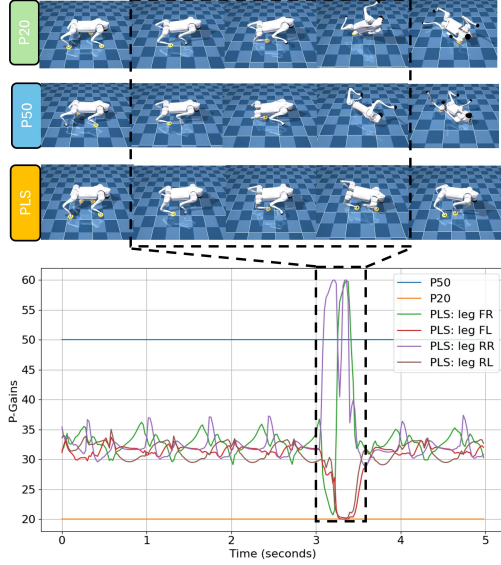 P20
P50
PLS
P50
P20
PLS: leg FR
PLS: leg FL
PLS: leg RR
PLS: leg RL
60
55
50
45
40
35
30
25
20
P-Gains
0 1 2 3 4 5
Time (seconds)